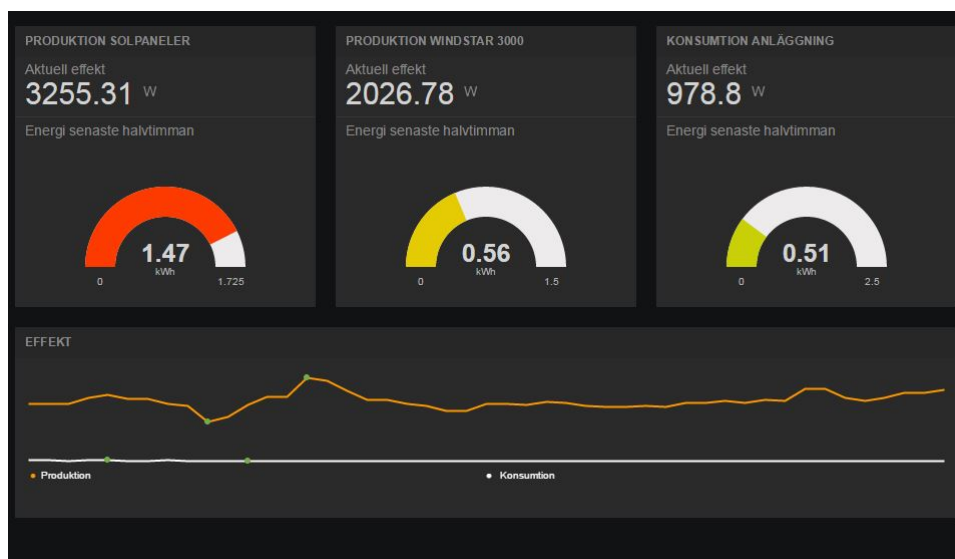 PRODUKTION SOLPANELER
Aktuell effekt
3255.31 W
Energi senaste halvtimman
1.47
kWh
0 1.725
PRODUKTION WINDSTAR 3000
Aktuell effekt
2026.78 W
Energi senaste halvtimman
0.56
kWh
0 1.5
KONSUMTION ANLÄGGNING
Aktuell effekt
978.8 W
Energi senaste halvtimman
0.51
kWh
0 2.5
EFFEKT
Produktion Konsumtion